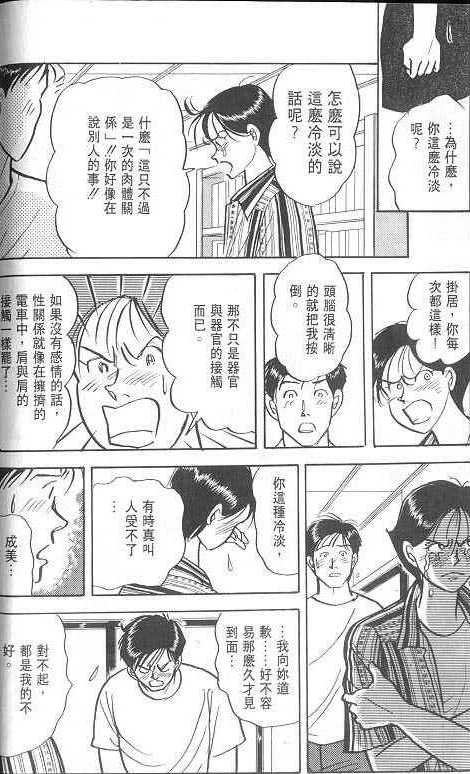 …為什麼，
你這麼冷淡
呢？
怎麼可以說
這麼冷淡的
話呢？
什麼「這只不過
是一次的肉體關
係」!!你好像在
說別人的事!!
掛居，你每
次都這樣！
頭腦很清晰
的就把我按
倒。
那不只是器官
與器官的接觸
而已。
如果沒有感情的話，
性關係就像在擁擠的
電車中，肩與肩的
接觸一樣罷了…
你這種冷淡，
有時真叫
人受不了
…
成美…
…我向妳道
歉……好不容
易那麼久才見
到面…
對不起，
都是我的不
好。